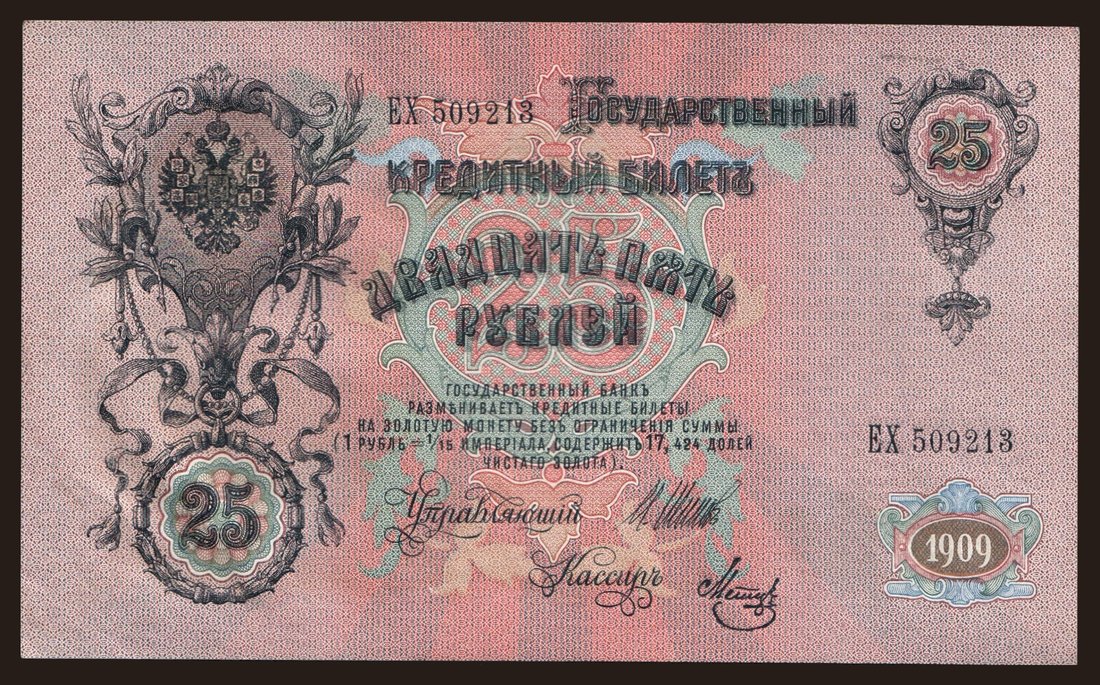 ЕХ 509213
Государственный
кредитный билетъ
25
25
Двадцать пять
рублей
ГОСУДАРСТВЕННЫЙ БАНКЪ
РАЗМѢНИВАЕТЪ КРЕДИТНЫЕ БИЛЕТЫ
НА ЗОЛОТУЮ МОНЕТУ БЕЗЪ ОГРАНИЧЕНІЯ СУММЫ
(1 РУБЛЬ = 1/15 ИМПЕРІАЛА, СОДЕРЖИТЪ 17,424 ДОЛЕЙ
ЧИСТАГО ЗОЛОТА).
ЕХ 509213
25
Управляющій
Кассиръ
1909